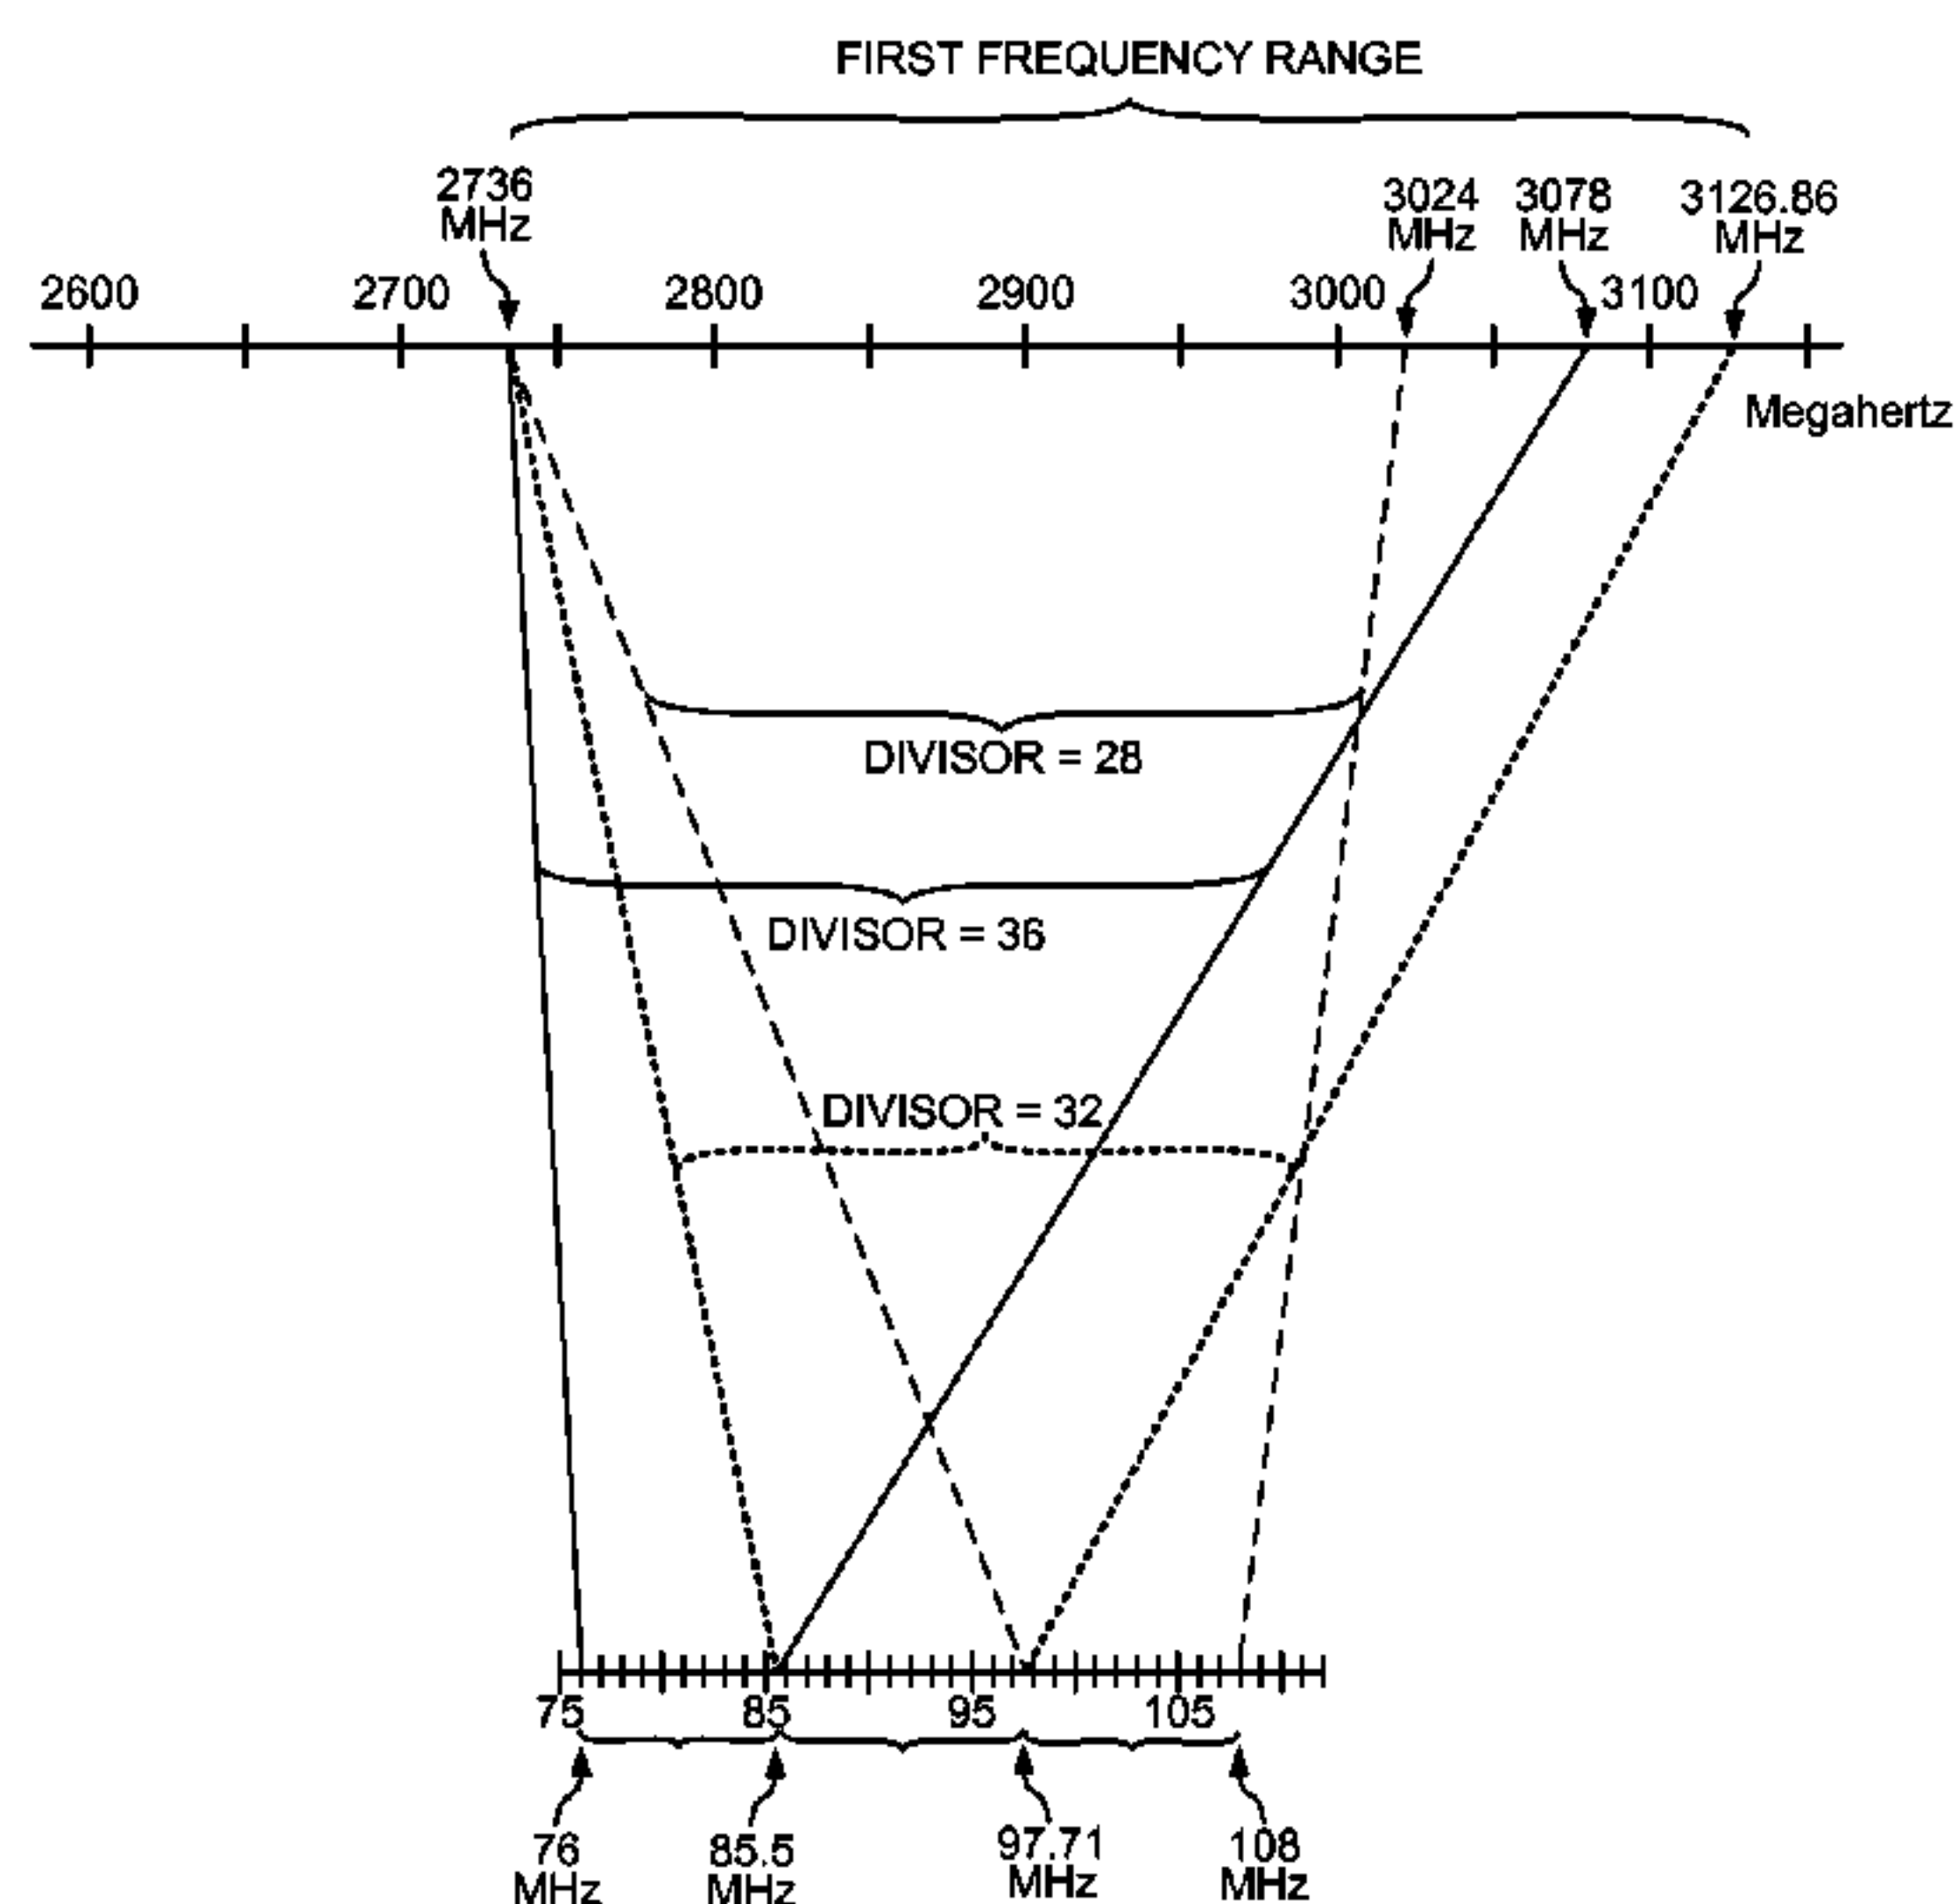 FIRST FREQUENCY RANGE
2736
MHz
3024
MHz
3078
MHz
3126.86
MHz
2600
2700
2800
2900
3000
3100
Megahertz
DIVISOR = 28
DIVISOR = 36
DIVISOR = 32
75
85
95
105
76
MHz
85.5
MHz
97.71
MHz
108
MHz